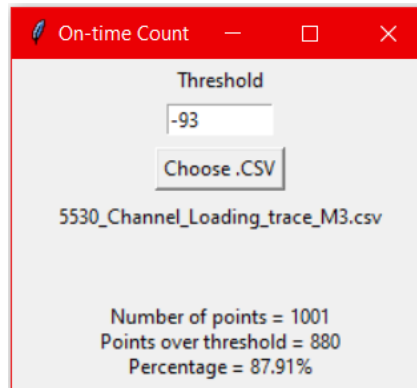 On-time Count
Threshold
-93
Choose .CSV
5530_Channel_Loading_trace_M3.csv
Number of points = 1001
Points over threshold = 880
Percentage = 87.91%